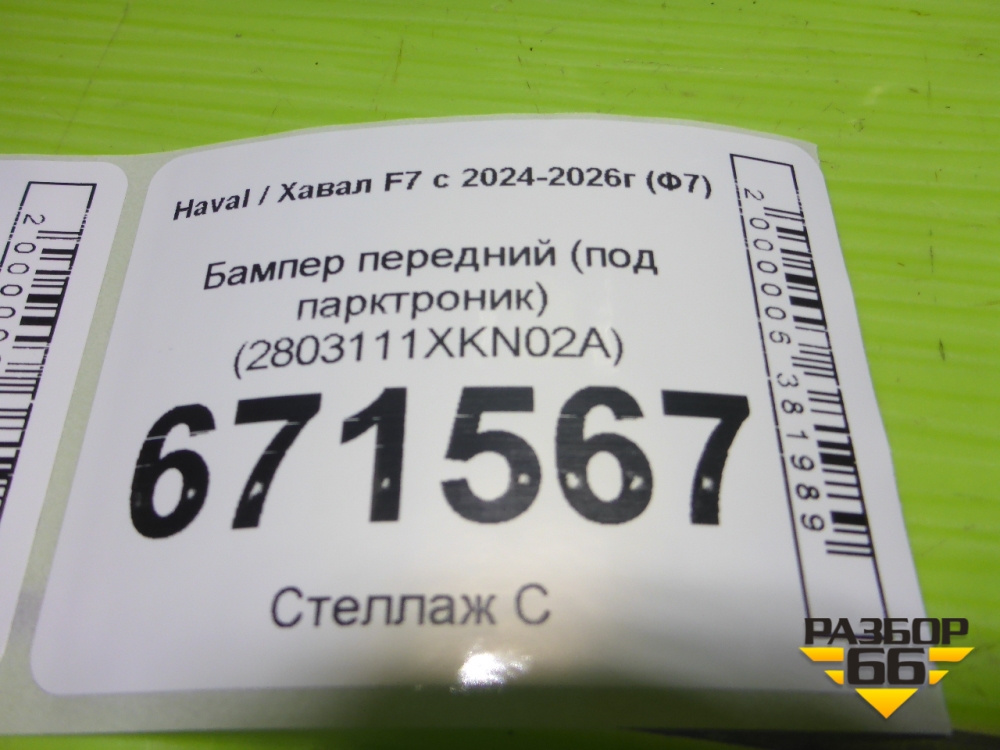 Haval / Хавал F7 с 2024-2026г (Ф7)
Бампер передний (под
парктроник)
(2803111XKN02A)
671567
Стеллаж С
2000006381989
РАЗБОР
66